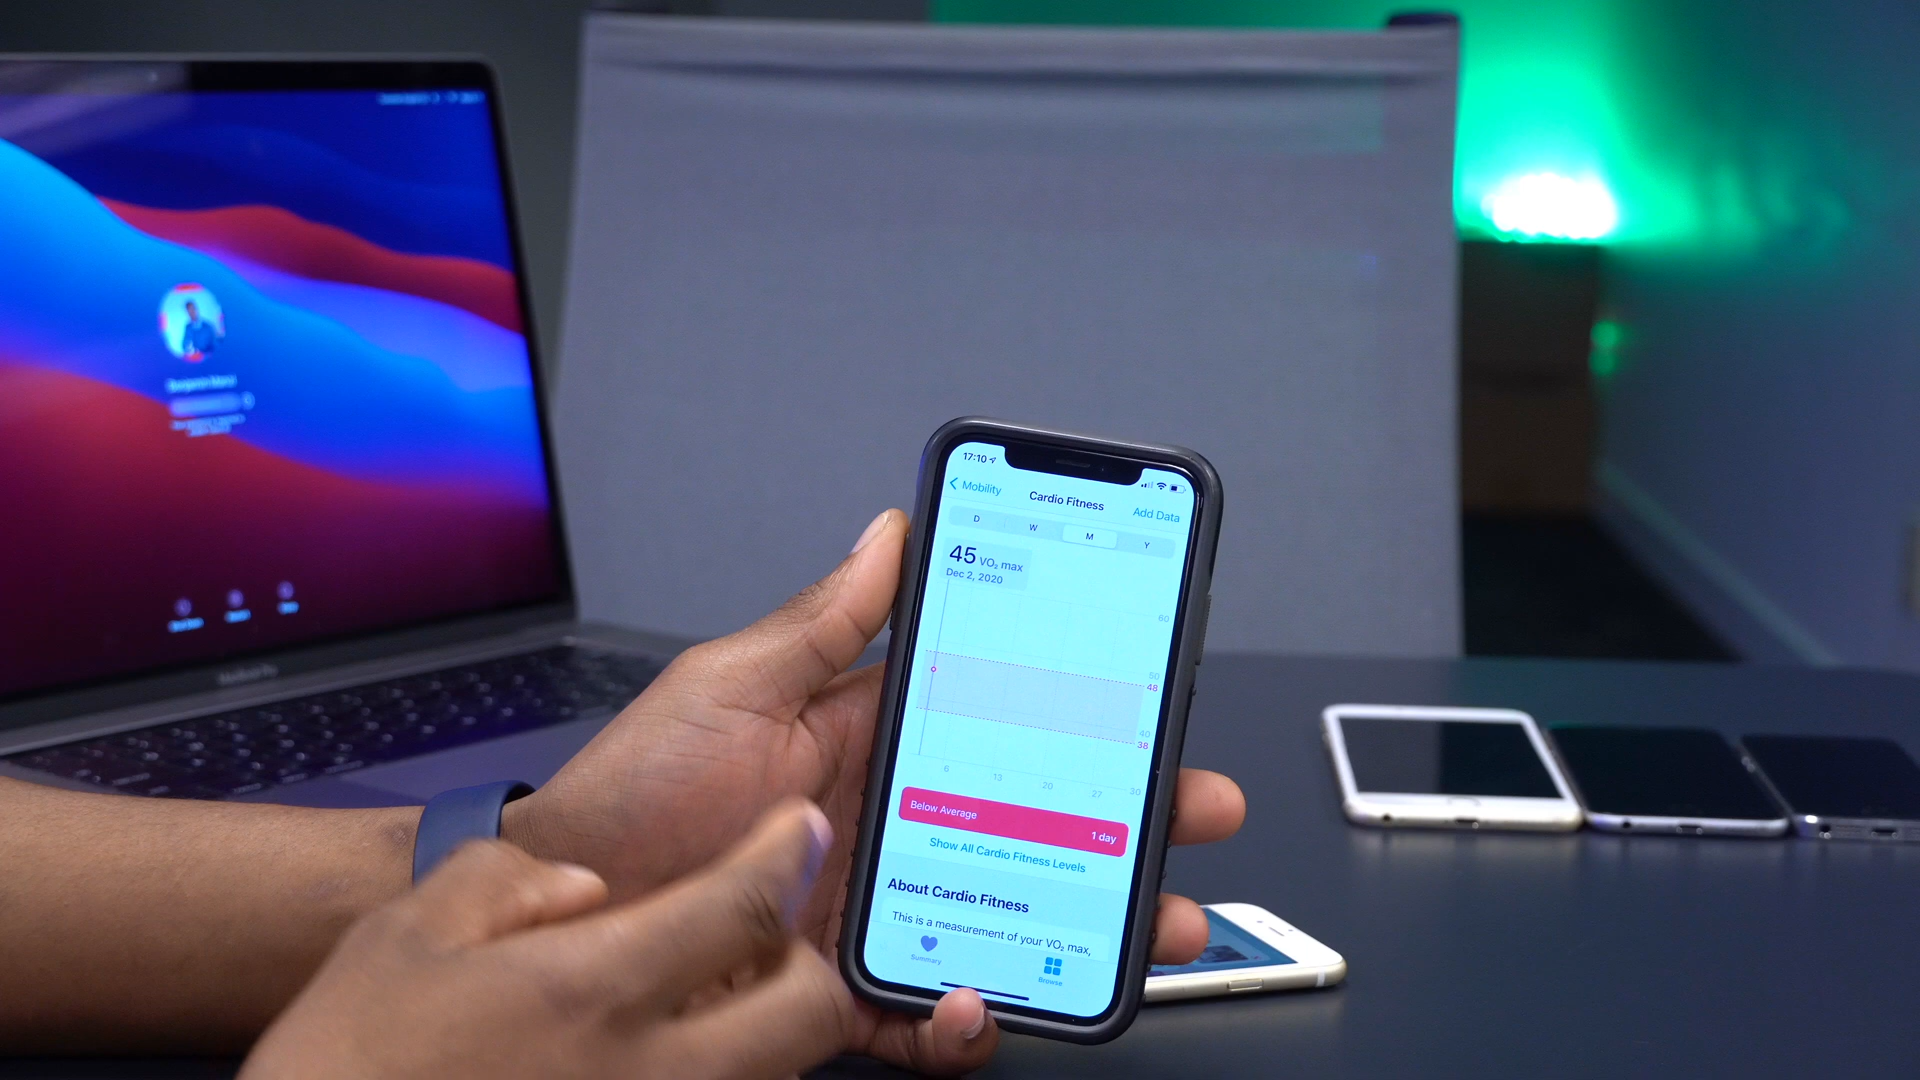 17:10
Mobility
Cardio Fitness
Add Data
D W M Y
45 VO₂ max
Dec 2, 2020
60
50
48
40
38
6 13 20 27 30
Below Average
1 day
Show All Cardio Fitness Levels
About Cardio Fitness
This is a measurement of your VO₂ max,
Summary
Browse